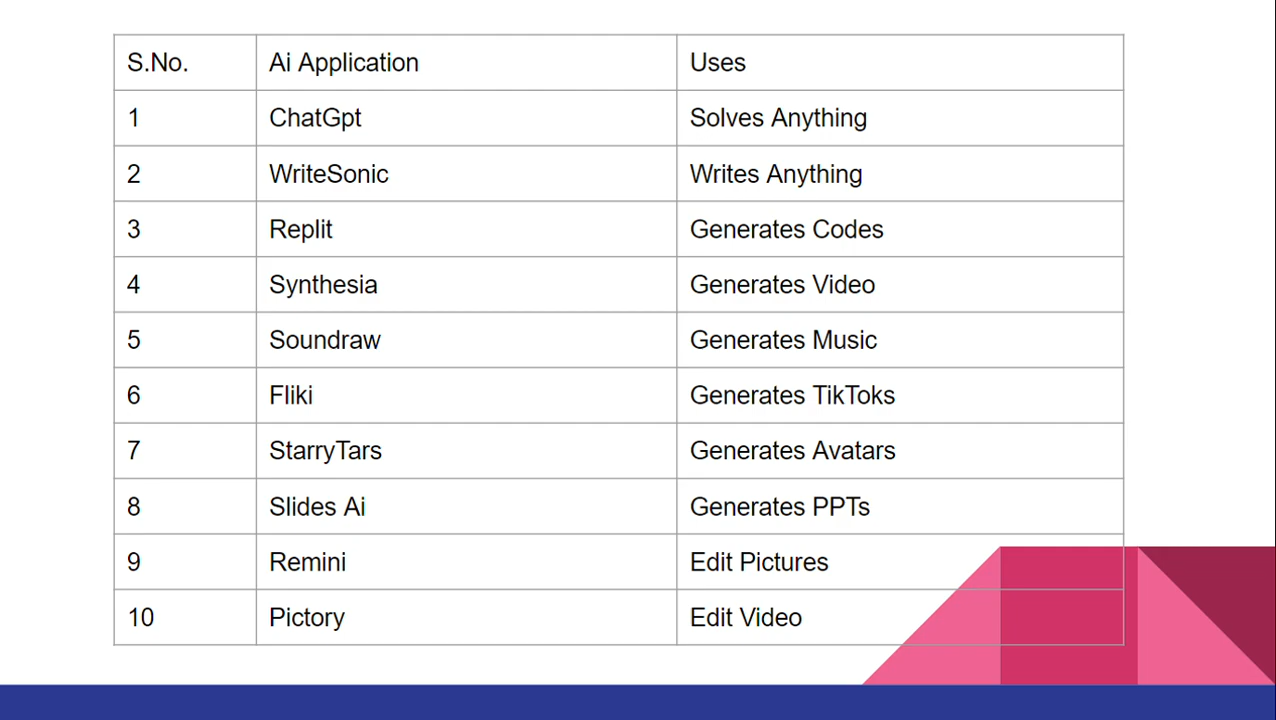 S.No. Ai Application Uses
1 ChatGpt Solves Anything
2 WriteSonic Writes Anything
3 Replit Generates Codes
4 Synthesia Generates Video
5 Soundraw Generates Music
6 Fliki Generates TikToks
7 StarryTars Generates Avatars
8 Slides Ai Generates PPTs
9 Remini Edit Pictures
10 Pictory Edit Video